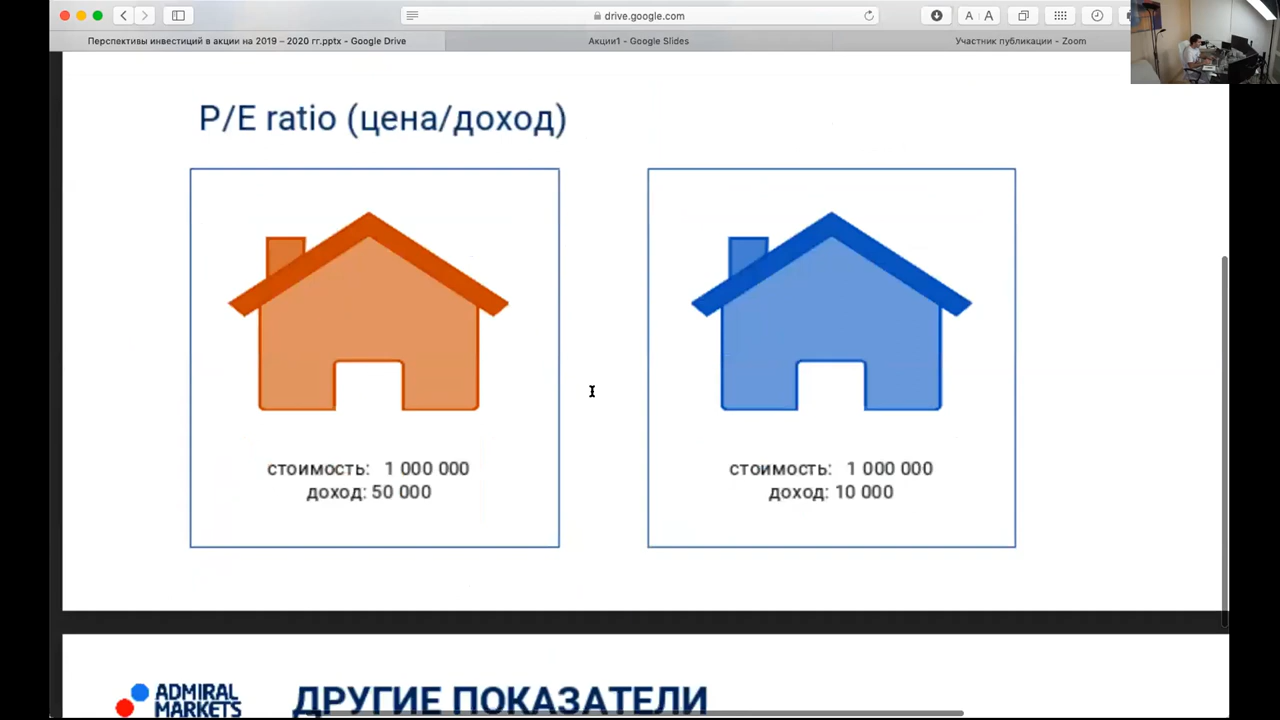 drive.google.com
A A
Перспективы инвестиций в акции на 2019 – 2020 гг.pptx - Google Drive
Акции1 - Google Slides
Участник публикации - Zoom
P/E ratio (цена/доход)
стоимость: 1 000 000
доход: 50 000
стоимость: 1 000 000
доход: 10 000
ADMIRAL
MARKETS
ДРУГИЕ ПОКАЗАТЕЛИ